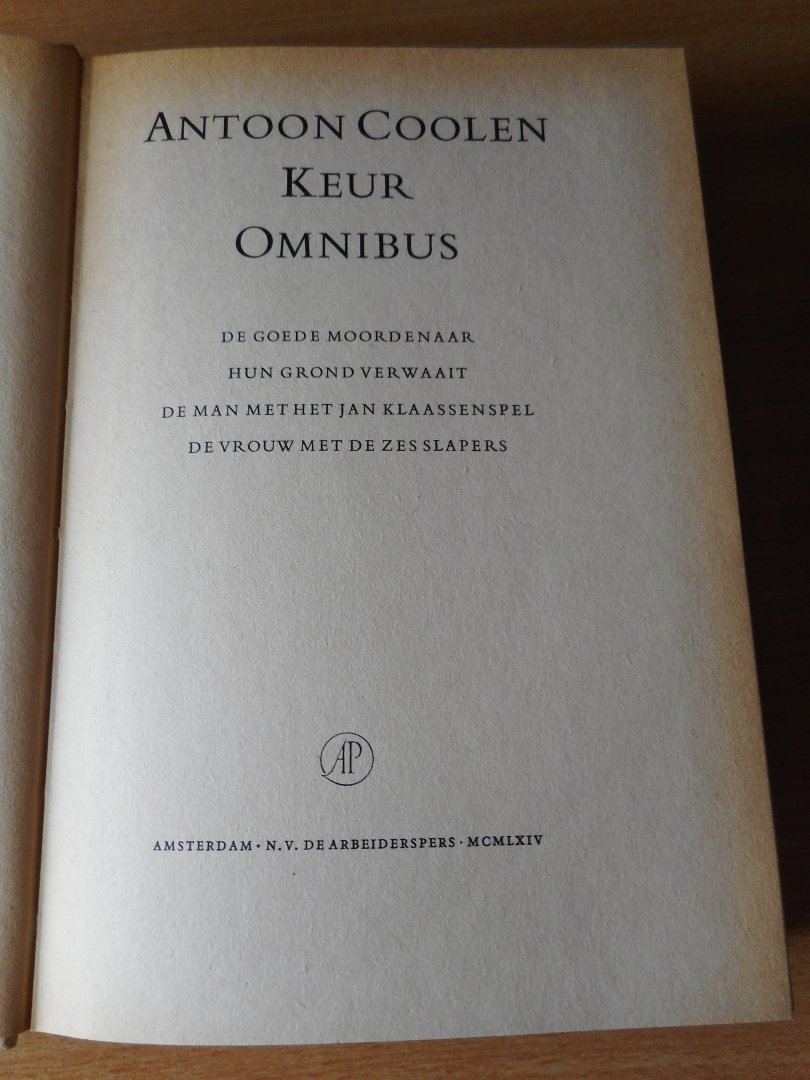 ANTOON COOLEN
KEUR
OMNIBUS
DE GOEDE MOORDENAAR
HUN GROND VERWAAIT
DE MAN MET HET JAN KLAASSENSPEL
DE VROUW MET DE ZES SLAPERS
AP
AMSTERDAM · N.V. DE ARBEIDERSPERS · MCMLXIV